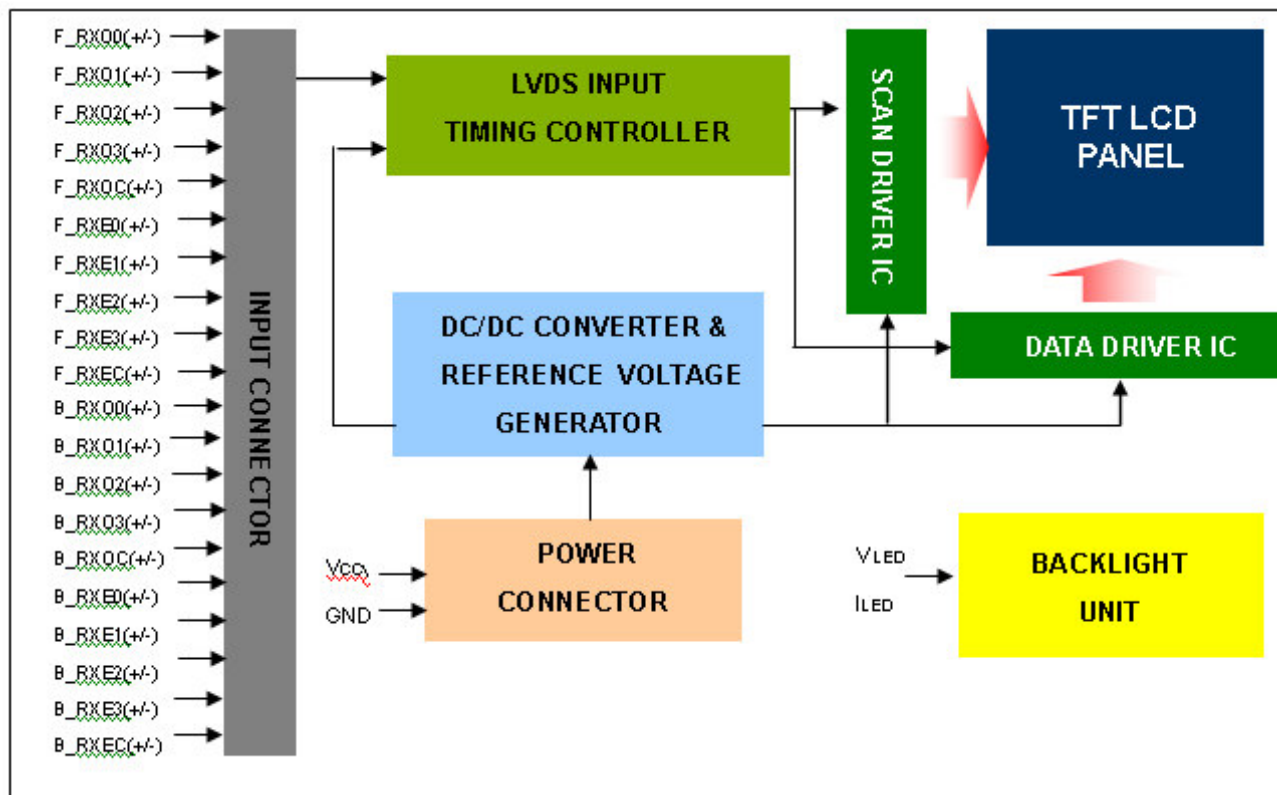 F_RXO0(+/-)
F_RXO1(+/-)
F_RXO2(+/-)
F_RXO3(+/-)
F_RXOC(+/-)
F_RXE0(+/-)
F_RXE1(+/-)
F_RXE2(+/-)
F_RXE3(+/-)
F_RXEC(+/-)
B_RXO0(+/-)
B_RXO1(+/-)
B_RXO2(+/-)
B_RXO3(+/-)
B_RXOC(+/-)
B_RXE0(+/-)
B_RXE1(+/-)
B_RXE2(+/-)
B_RXE3(+/-)
B_RXEC(+/-)
INPUT CONNECTOR
LVDS INPUT
TIMING CONTROLLER
SCAN DRIVER IC
TFT LCD
PANEL
DC/DC CONVERTER &
REFERENCE VOLTAGE
GENERATOR
DATA DRIVER IC
VCC
GND
POWER
CONNECTOR
VLED
ILED
BACKLIGHT
UNIT